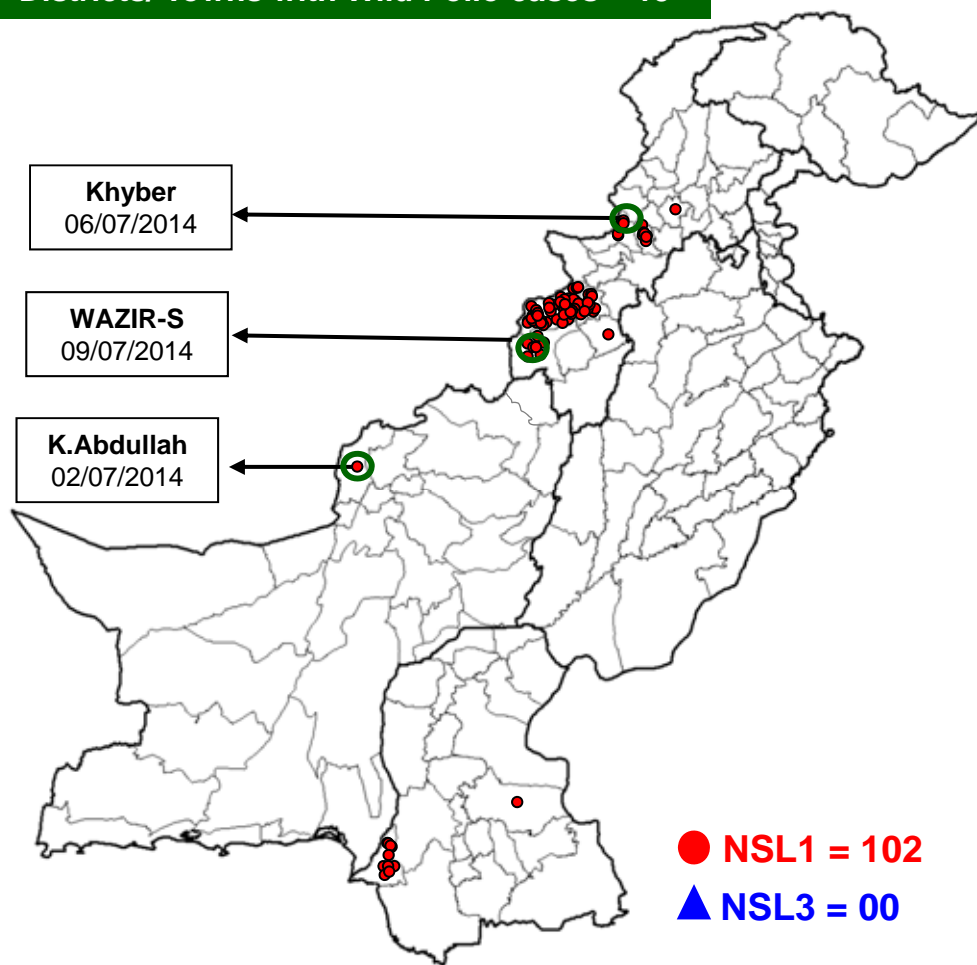 Khyber
06/07/2014
WAZIR-S
09/07/2014
K.Abdullah
02/07/2014
NSL1 = 102
NSL3 = 00